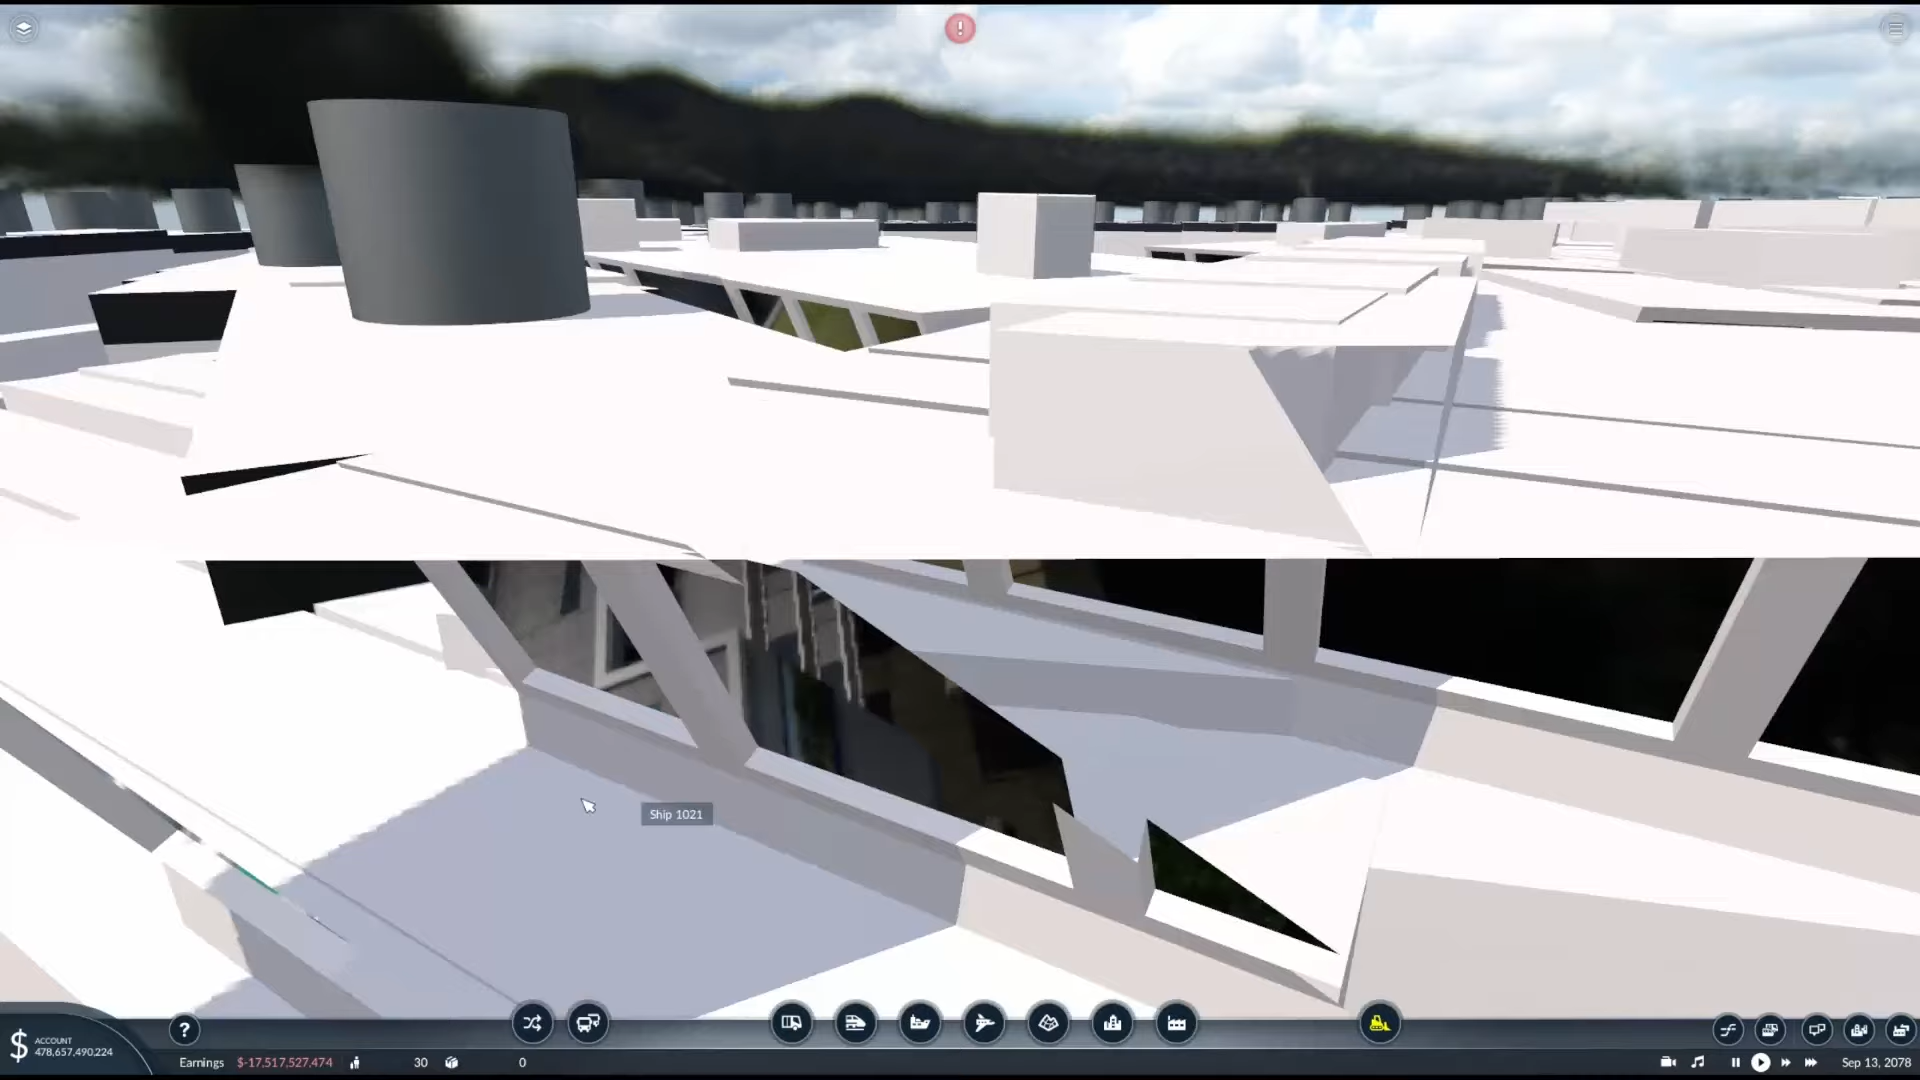 !
Ship 1021
?
$
ACCOUNT
478,657,490,224
Earnings $-17,517,527,474 30 0
Sep 13, 2078